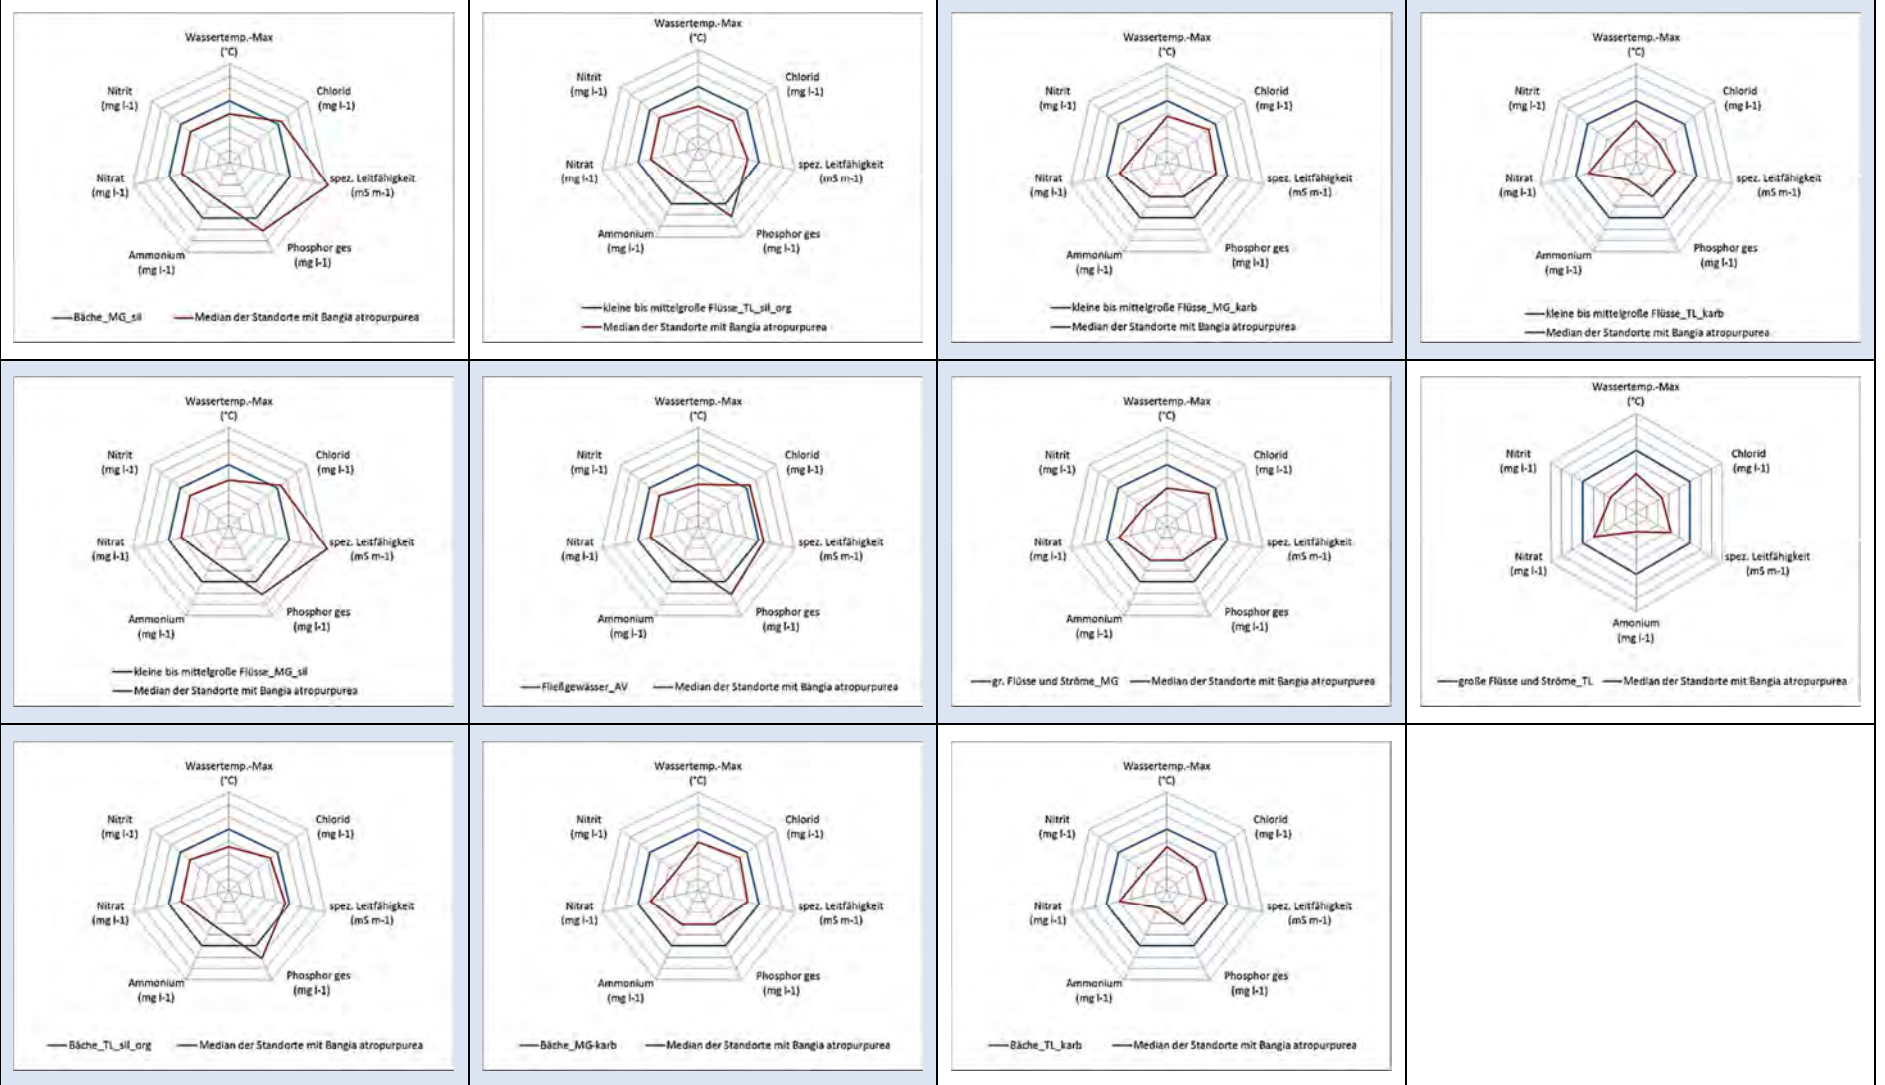 Wassertemp.-Max
(°C)
Nitrit
(mg l-1)
Chlorid
(mg l-1)
Nitrat
(mg l-1)
spez. Leitfähigkeit
(mS m-1)
Ammonium
(mg l-1)
Phosphor ges
(mg l-1)
Bäche_MG_sil
Median der Standorte mit Bangia atropurpurea
Wassertemp.-Max
(°C)
Nitrit
(mg l-1)
Chlorid
(mg l-1)
Nitrat
(mg l-1)
spez. Leitfähigkeit
(mS m-1)
Ammonium
(mg l-1)
Phosphor ges
(mg l-1)
kleine bis mittelgroße Flüsse_TL_sil_org
Median der Standorte mit Bangia atropurpurea
Wassertemp.-Max
(°C)
Nitrit
(mg l-1)
Chlorid
(mg l-1)
Nitrat
(mg l-1)
spez. Leitfähigkeit
(mS m-1)
Ammonium
(mg l-1)
Phosphor ges
(mg l-1)
kleine bis mittelgroße Flüsse_MG_karb
Median der Standorte mit Bangia atropurpurea
Wassertemp.-Max
(°C)
Nitrit
(mg l-1)
Chlorid
(mg l-1)
Nitrat
(mg l-1)
spez. Leitfähigkeit
(mS m-1)
Ammonium
(mg l-1)
Phosphor ges
(mg l-1)
kleine bis mittelgroße Flüsse_TL_karb
Median der Standorte mit Bangia atropurpurea
Wassertemp.-Max
(°C)
Nitrit
(mg l-1)
Chlorid
(mg l-1)
Nitrat
(mg l-1)
spez. Leitfähigkeit
(mS m-1)
Ammonium
(mg l-1)
Phosphor ges
(mg l-1)
kleine bis mittelgroße Flüsse_MG_sil
Median der Standorte mit Bangia atropurpurea
Wassertemp.-Max
(°C)
Nitrit
(mg l-1)
Chlorid
(mg l-1)
Nitrat
(mg l-1)
spez. Leitfähigkeit
(mS m-1)
Ammonium
(mg l-1)
Phosphor ges
(mg l-1)
Fließgewässer_AV
Median der Standorte mit Bangia atropurpurea
Wassertemp.-Max
(°C)
Nitrit
(mg l-1)
Chlorid
(mg l-1)
Nitrat
(mg l-1)
spez. Leitfähigkeit
(mS m-1)
Ammonium
(mg l-1)
Phosphor ges
(mg l-1)
gr. Flüsse und Ströme_MG
Median der Standorte mit Bangia atropurpurea
Wassertemp.-Max
(°C)
Nitrit
(mg l-1)
Chlorid
(mg l-1)
Nitrat
(mg l-1)
spez. Leitfähigkeit
(mS m-1)
Amonium
(mg l-1)
große Flüsse und Ströme_TL
Median der Standorte mit Bangia atropurpurea
Wassertemp.-Max
(°C)
Nitrit
(mg l-1)
Chlorid
(mg l-1)
Nitrat
(mg l-1)
spez. Leitfähigkeit
(mS m-1)
Ammonium
(mg l-1)
Phosphor ges
(mg l-1)
Bäche_TL_sil_org
Median der Standorte mit Bangia atropurpurea
Wassertemp.-Max
(°C)
Nitrit
(mg l-1)
Chlorid
(mg l-1)
Nitrat
(mg l-1)
spez. Leitfähigkeit
(mS m-1)
Ammonium
(mg l-1)
Phosphor ges
(mg l-1)
Bäche_MG-karb
Median der Standorte mit Bangia atropurpurea
Wassertemp.-Max
(°C)
Nitrit
(mg l-1)
Chlorid
(mg l-1)
Nitrat
(mg l-1)
spez. Leitfähigkeit
(mS m-1)
Ammonium
(mg l-1)
Phosphor ges
(mg l-1)
Bäche_TL_karb
Median der Standorte mit Bangia atropurpurea